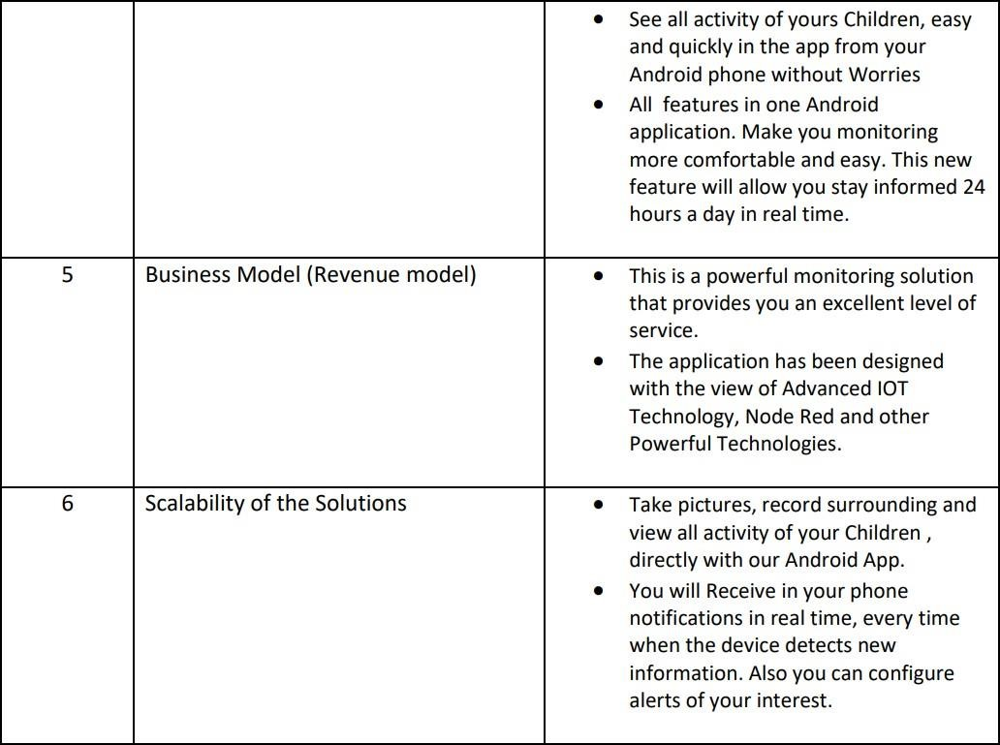 • See all activity of yours Children, easy
and quickly in the app from your
Android phone without Worries
• All  features in one Android
application. Make you monitoring
more comfortable and easy. This new
feature will allow you stay informed 24
hours a day in real time.
5 Business Model (Revenue model)
• This is a powerful monitoring solution
that provides you an excellent level of
service.
• The application has been designed
with the view of Advanced IOT
Technology, Node Red and other
Powerful Technologies.
6 Scalability of the Solutions
• Take pictures, record surrounding and
view all activity of your Children ,
directly with our Android App.
• You will Receive in your phone
notifications in real time, every time
when the device detects new
information. Also you can configure
alerts of your interest.